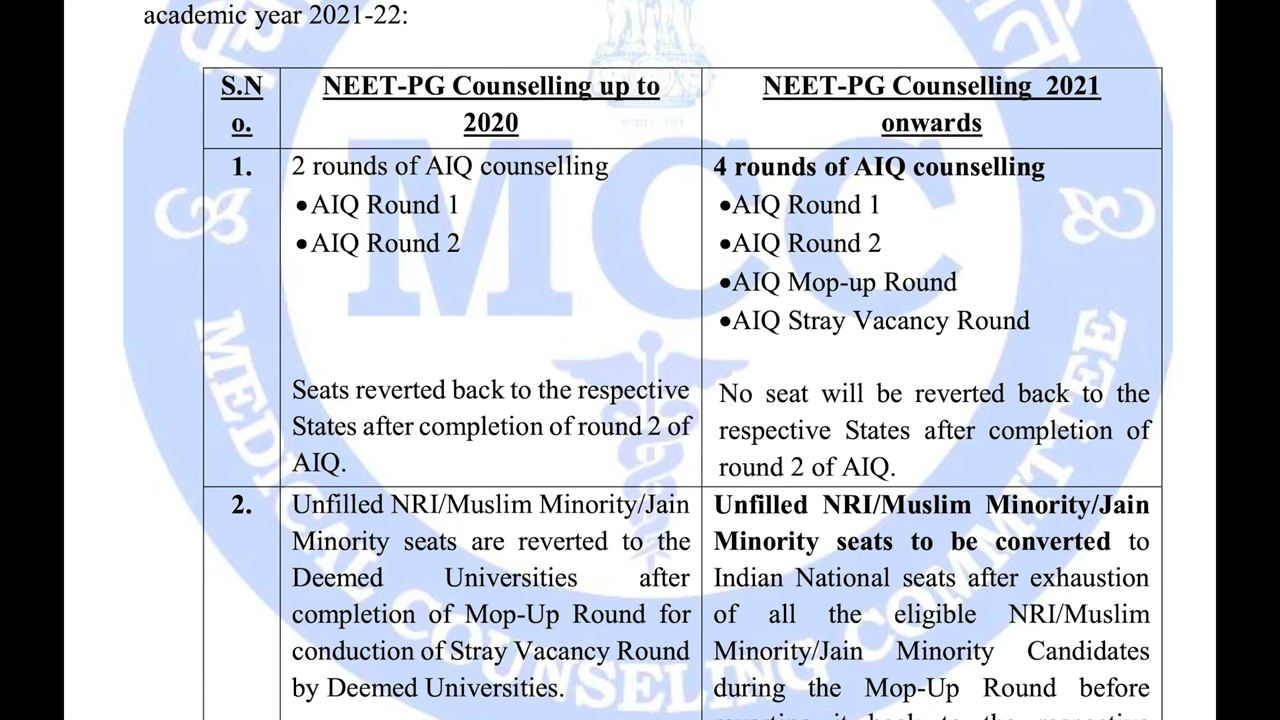 academic year 2021-22:
S.N
o.
NEET-PG Counselling up to
2020
NEET-PG Counselling 2021
onwards
1.
2 rounds of AIQ counselling
•AIQ Round 1
•AIQ Round 2
Seats reverted back to the respective
States after completion of round 2 of
AIQ.
4 rounds of AIQ counselling
•AIQ Round 1
•AIQ Round 2
•AIQ Mop-up Round
•AIQ Stray Vacancy Round
No seat will be reverted back to the
respective States after completion of
round 2 of AIQ.
2.
Unfilled NRI/Muslim Minority/Jain
Minority seats are reverted to the
Deemed Universities after
completion of Mop-Up Round for
conduction of Stray Vacancy Round
by Deemed Universities.
Unfilled NRI/Muslim Minority/Jain
Minority seats to be converted to
Indian National seats after exhaustion
of all the eligible NRI/Muslim
Minority/Jain Minority Candidates
during the Mop-Up Round before
MCC
MEDICAL COUNSELING COMMITTEE